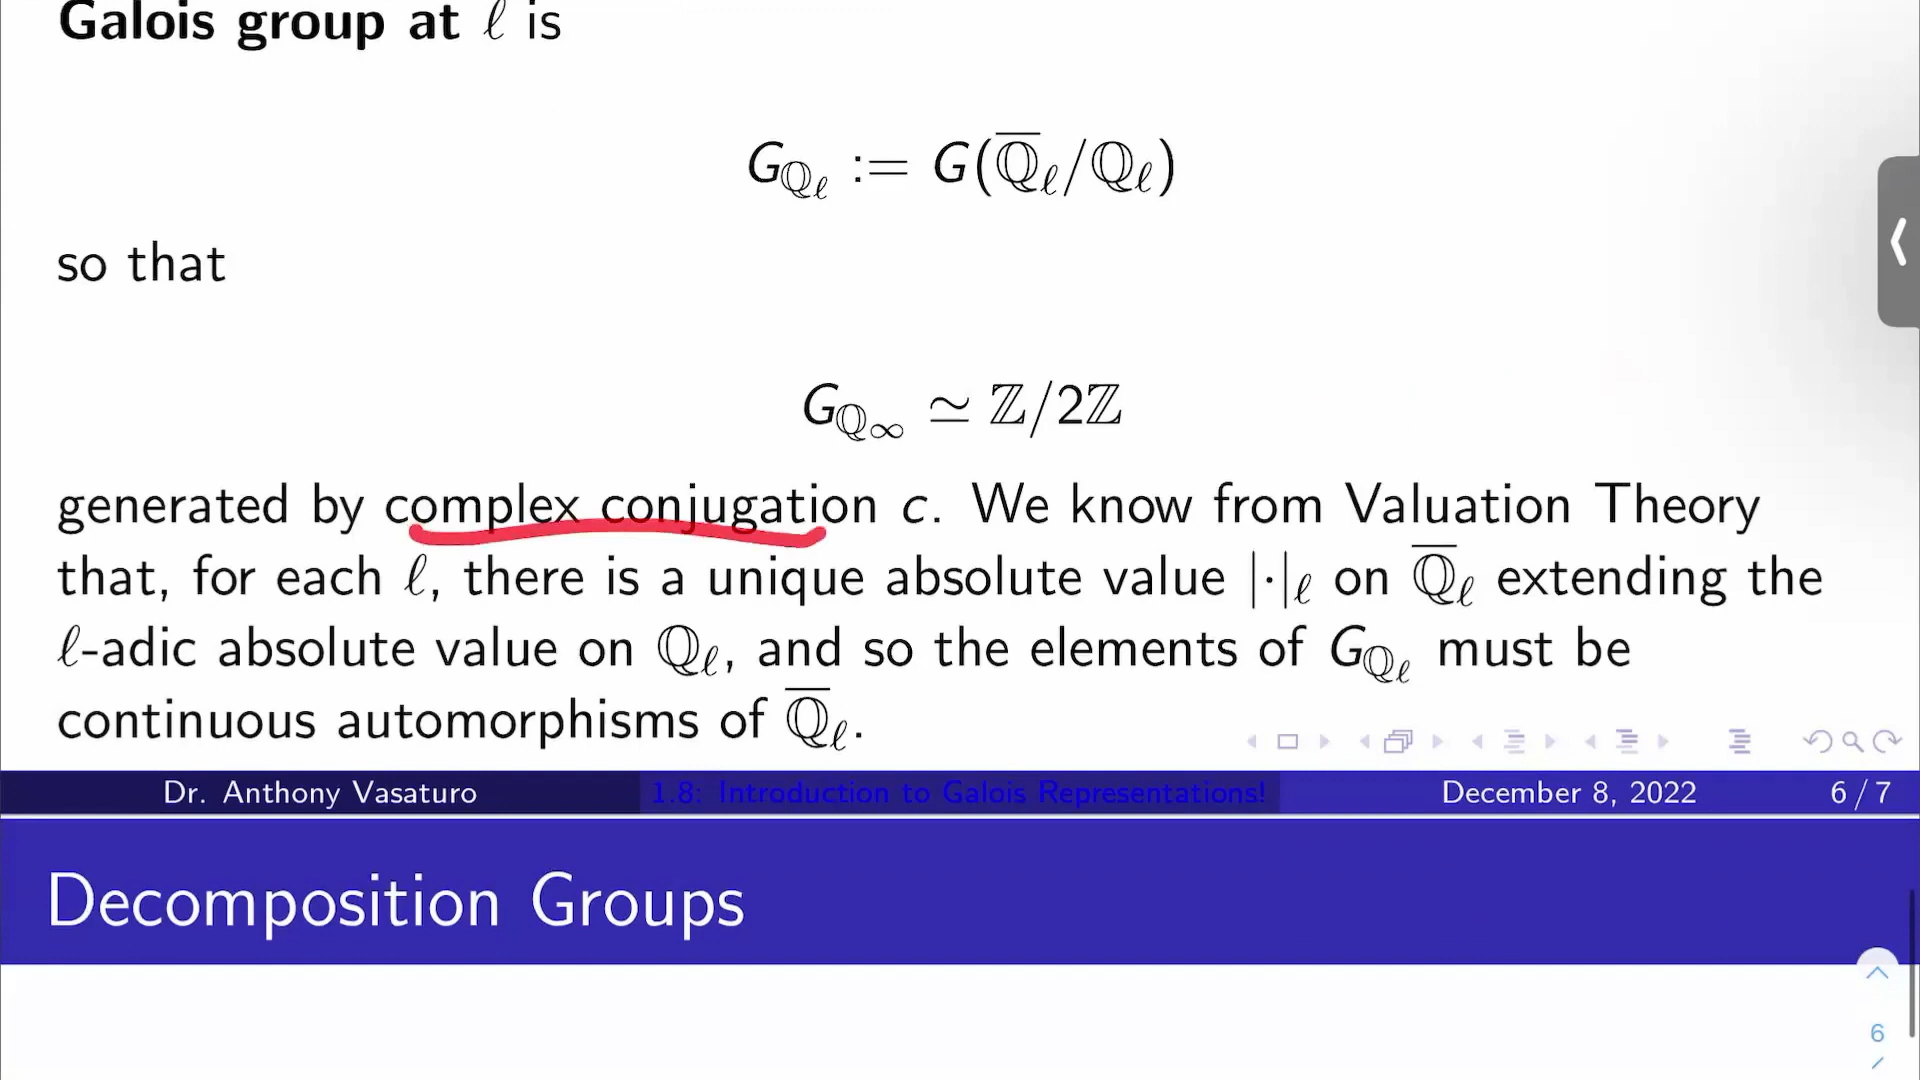 Galois group at ℓ is
G_{ℚ_ℓ} := G(ℚ̅_ℓ/ℚ_ℓ)
so that
G_{ℚ_∞} ≃ ℤ/2ℤ
generated by complex conjugation c. We know from Valuation Theory
that, for each ℓ, there is a unique absolute value |·|_ℓ on ℚ̅_ℓ extending the
ℓ-adic absolute value on ℚ_ℓ, and so the elements of G_{ℚ_ℓ} must be
continuous automorphisms of ℚ̅_ℓ.
Dr. Anthony Vasaturo 1.8: Introduction to Galois Representations! December 8, 2022 6 / 7
Decomposition Groups
6